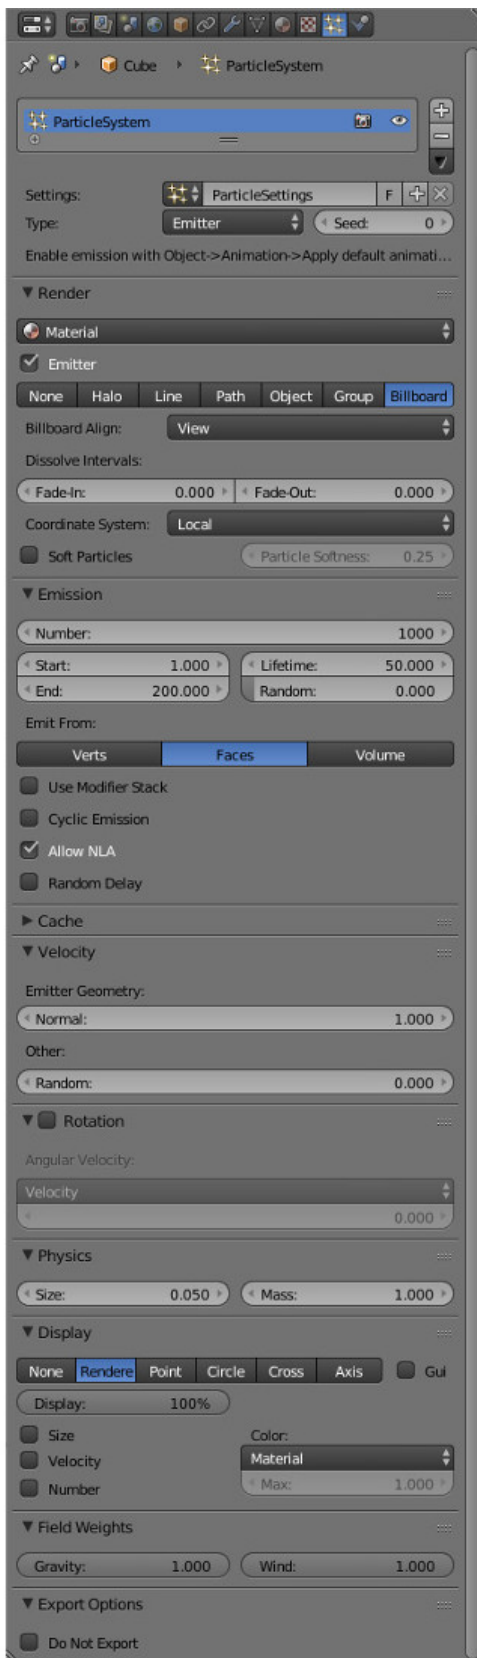 Cube ParticleSystem
ParticleSystem
Settings: ParticleSettings F
Type: Emitter Seed: 0
Enable emission with Object->Animation->Apply default animati...
Render
Material
Emitter
None Halo Line Path Object Group Billboard
Billboard Align: View
Dissolve Intervals:
Fade-In: 0.000 Fade-Out: 0.000
Coordinate System: Local
Soft Particles Particle Softness: 0.25
Emission
Number: 1000
Start: 1.000 Lifetime: 50.000
End: 200.000 Random: 0.000
Emit From:
Verts Faces Volume
Use Modifier Stack
Cyclic Emission
Allow NLA
Random Delay
Cache
Velocity
Emitter Geometry:
Normal: 1.000
Other:
Random: 0.000
Rotation
Angular Velocity:
Velocity
0.000
Physics
Size: 0.050 Mass: 1.000
Display
None Rendere Point Circle Cross Axis Gui
Display: 100%
Size Color:
Velocity Material
Number Max: 1.000
Field Weights
Gravity: 1.000 Wind: 1.000
Export Options
Do Not Export